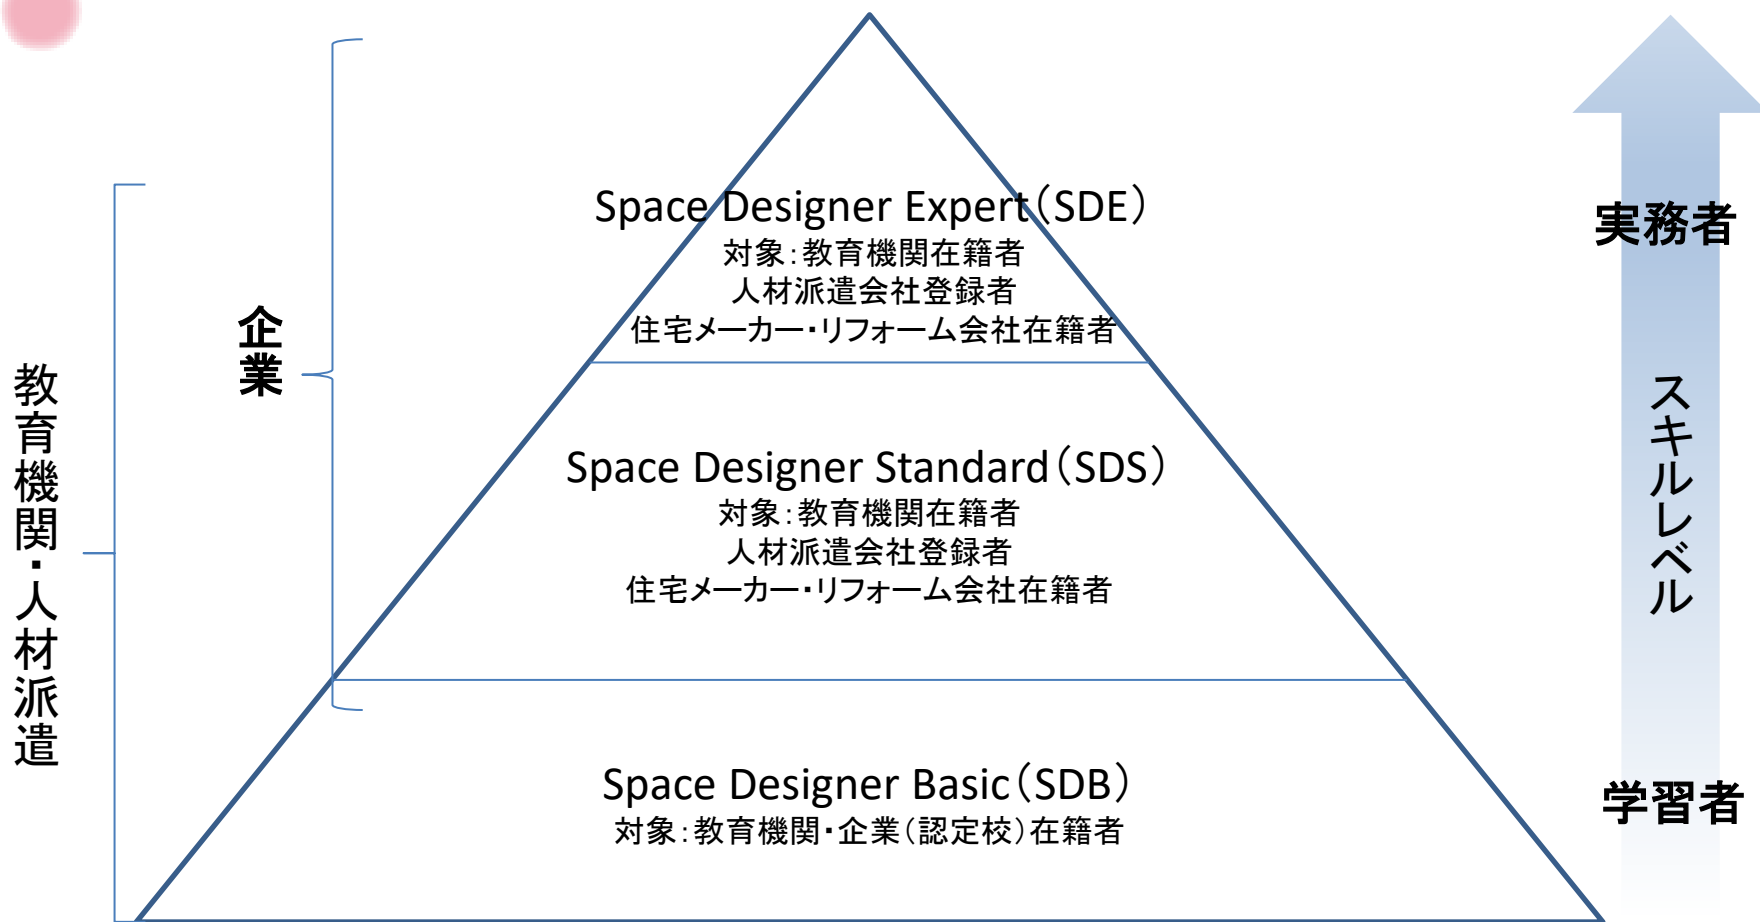 教育機関・人材派遣
企業
Space Designer Expert(SDE)
対象:教育機関在籍者
人材派遣会社登録者
住宅メーカー・リフォーム会社在籍者
Space Designer Standard(SDS)
対象:教育機関在籍者
人材派遣会社登録者
住宅メーカー・リフォーム会社在籍者
Space Designer Basic(SDB)
対象:教育機関・企業(認定校)在籍者
実務者
スキルレベル
学習者